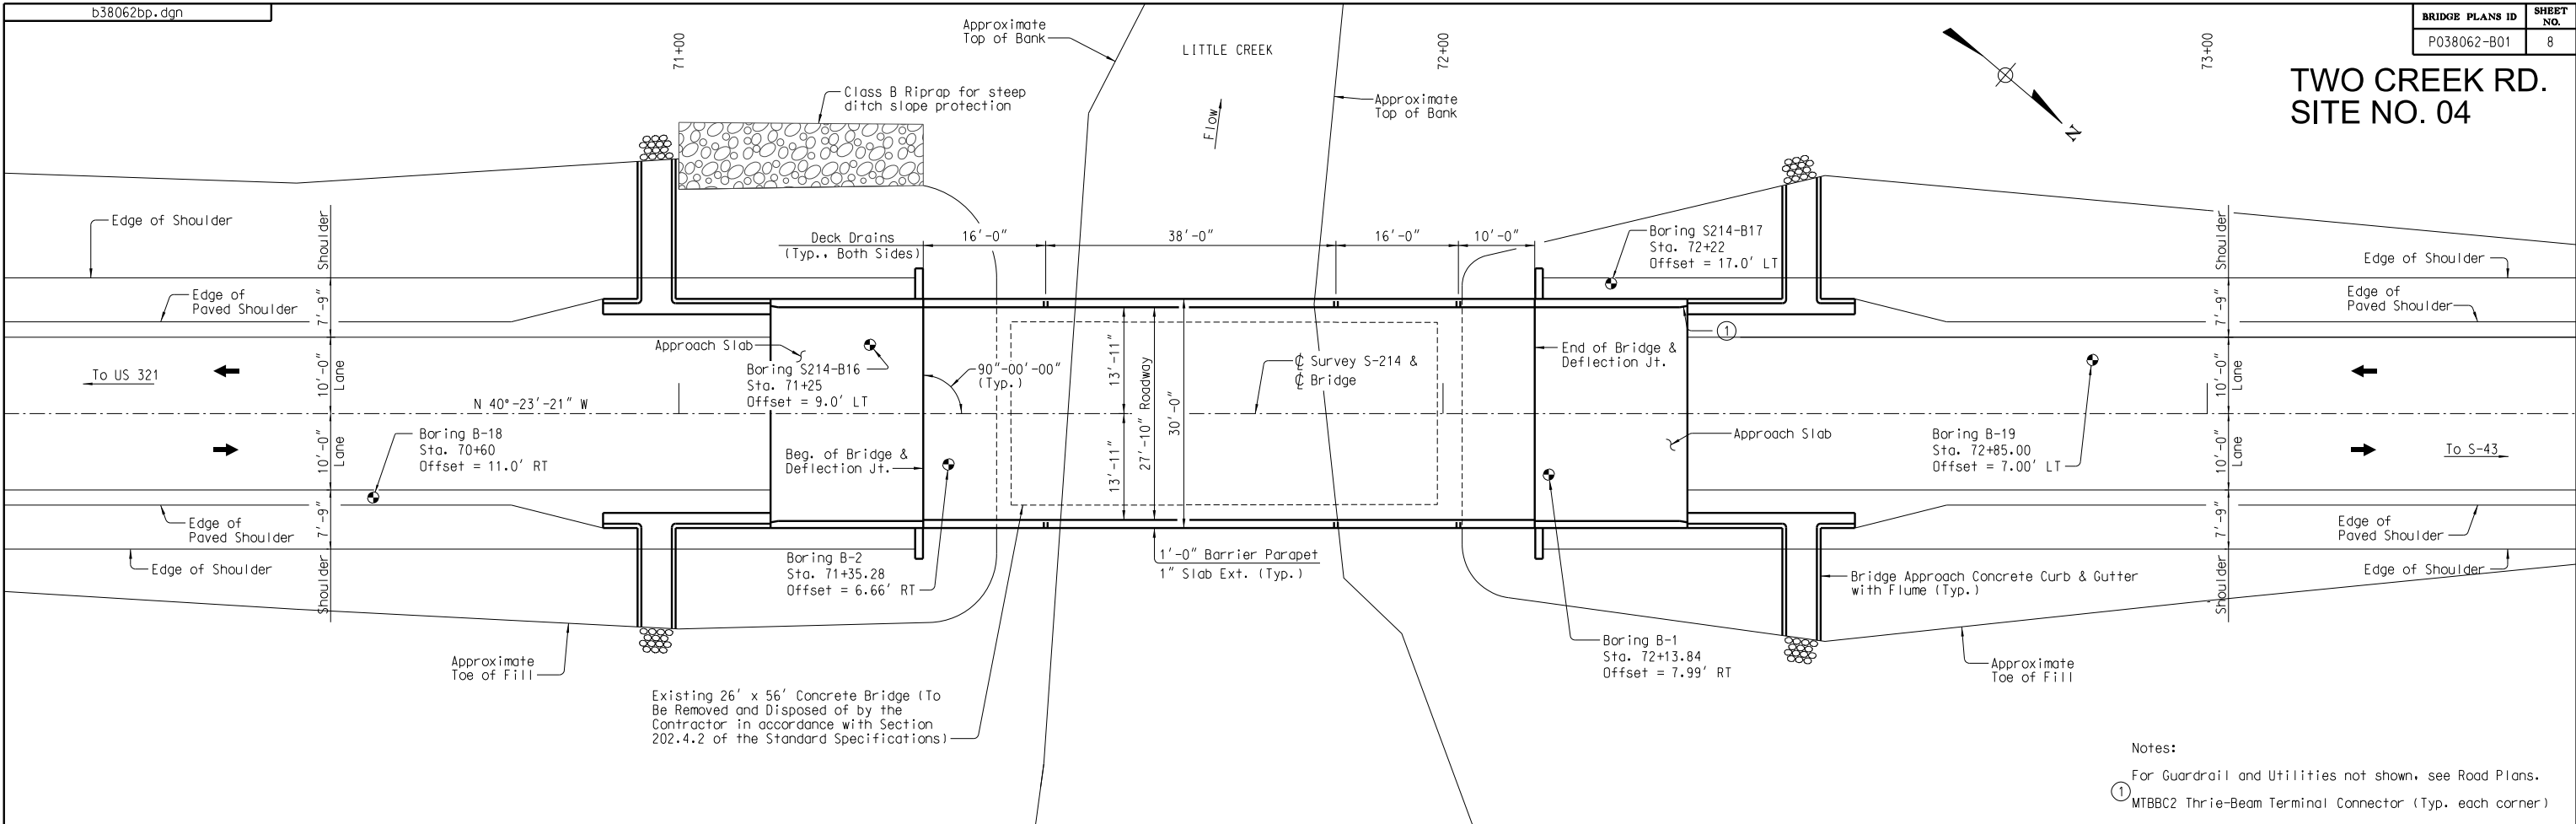 b38062bp.dgn
BRIDGE PLANS ID
SHEET NO.
P038062-B01
8
TWO CREEK RD.
SITE NO. 04
71+00
72+00
73+00
N
Approximate
Top of Bank
LITTLE CREEK
Flow
Approximate
Top of Bank
Class B Riprap for steep
ditch slope protection
Edge of Shoulder
Edge of
Paved Shoulder
Shoulder
7'-9"
10'-0"
Lane
10'-0"
Lane
7'-9"
Shoulder
To US 321
N 40°-23'-21" W
Deck Drains
(Typ., Both Sides)
16'-0"
38'-0"
16'-0"
10'-0"
Boring S214-B17
Sta. 72+22
Offset = 17.0' LT
Approach Slab
Boring S214-B16
Sta. 71+25
Offset = 9.0' LT
90"-00'-00"
(Typ.)
13'-11"
13'-11"
27'-10" Roadway
30'-0"
℄ Survey S-214 &
℄ Bridge
End of Bridge &
Deflection Jt.
1
Edge of Shoulder
Edge of
Paved Shoulder
Shoulder
7'-9"
10'-0"
Lane
10'-0"
Lane
7'-9"
Shoulder
Boring B-18
Sta. 70+60
Offset = 11.0' RT
Beg. of Bridge &
Deflection Jt.
Approach Slab
Boring B-19
Sta. 72+85.00
Offset = 7.00' LT
To S-43
Edge of
Paved Shoulder
Edge of Shoulder
Boring B-2
Sta. 71+35.28
Offset = 6.66' RT
1'-0" Barrier Parapet
1" Slab Ext. (Typ.)
Bridge Approach Concrete Curb & Gutter
with Flume (Typ.)
Edge of
Paved Shoulder
Edge of Shoulder
Approximate
Toe of Fill
Boring B-1
Sta. 72+13.84
Offset = 7.99' RT
Approximate
Toe of Fill
Existing 26' x 56' Concrete Bridge (To
Be Removed and Disposed of by the
Contractor in accordance with Section
202.4.2 of the Standard Specifications)
Notes:
For Guardrail and Utilities not shown, see Road Plans.
1 MTBBC2 Thrie-Beam Terminal Connector (Typ. each corner)